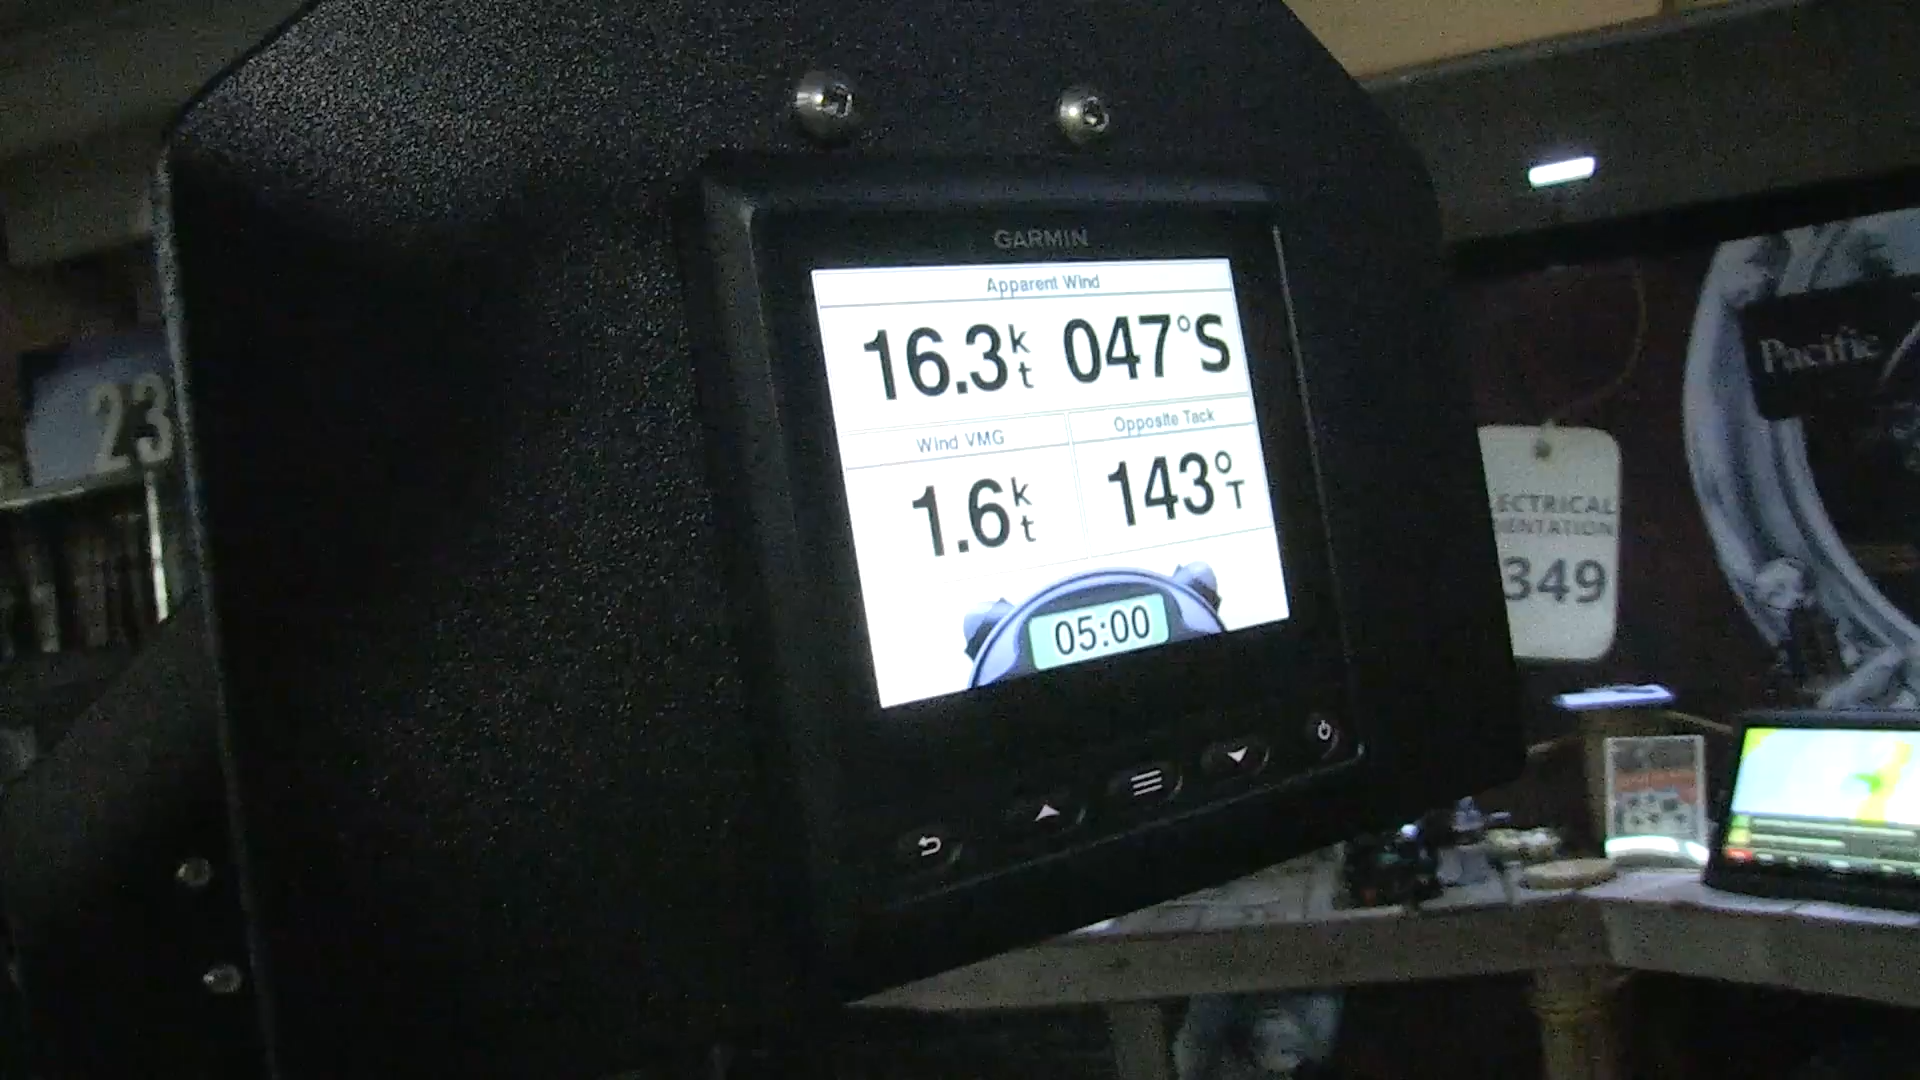 GARMIN
Apparent Wind
16.3kt 047°S
Wind VMG
Opposite Tack
1.6kt
143°T
05:00
23
Pacific
ECTRICAL
349